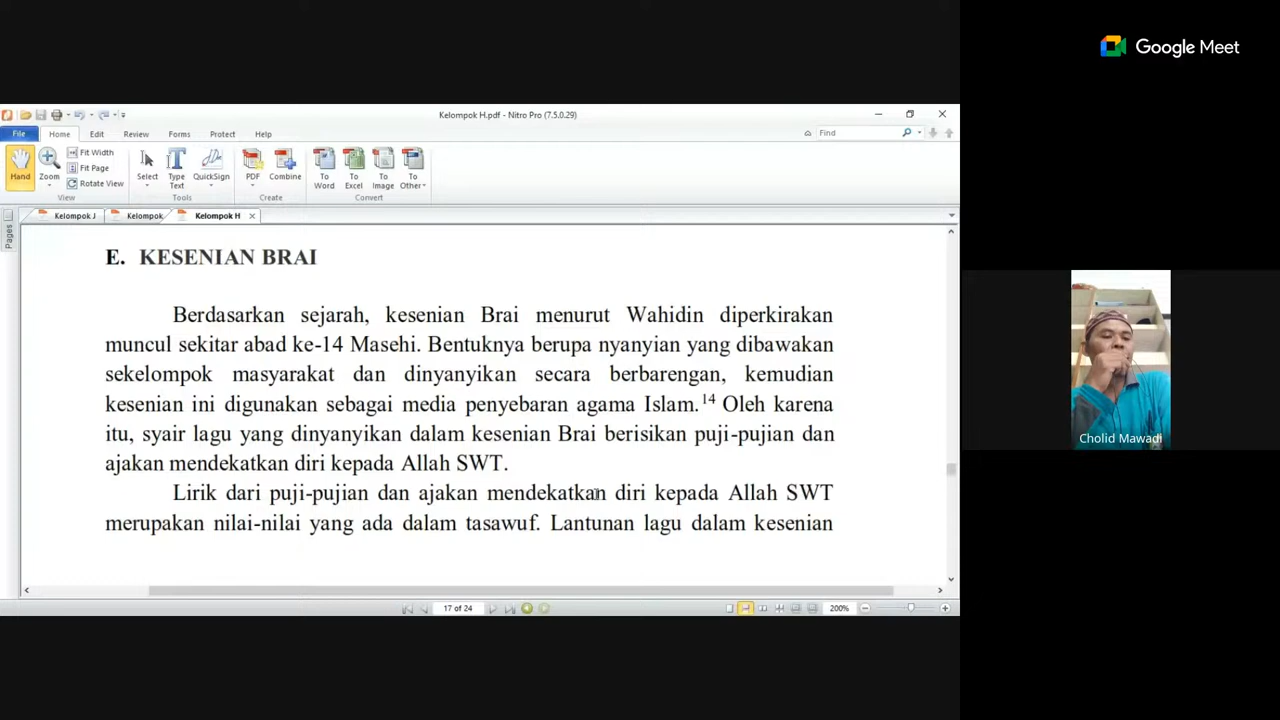 Google Meet
Kelompok H.pdf - Nitro Pro (7.5.0.29)
File Home Edit Review Forms Protect Help
Find
Hand
Zoom
Fit Width
Fit Page
Rotate View
View
Select
Type Text
QuickSign
Tools
PDF
Combine
Create
To Word
To Excel
To Image
To Other
Convert
Pages
Kelompok J
Kelompok
Kelompok H
E. KESENIAN BRAI
Berdasarkan sejarah, kesenian Brai menurut Wahidin diperkirakan
muncul sekitar abad ke-14 Masehi. Bentuknya berupa nyanyian yang dibawakan
sekelompok masyarakat dan dinyanyikan secara berbarengan, kemudian
kesenian ini digunakan sebagai media penyebaran agama Islam.14 Oleh karena
itu, syair lagu yang dinyanyikan dalam kesenian Brai berisikan puji-pujian dan
ajakan mendekatkan diri kepada Allah SWT.
Lirik dari puji-pujian dan ajakan mendekatkan diri kepada Allah SWT
merupakan nilai-nilai yang ada dalam tasawuf. Lantunan lagu dalam kesenian
17 of 24
200%
Cholid Mawadi